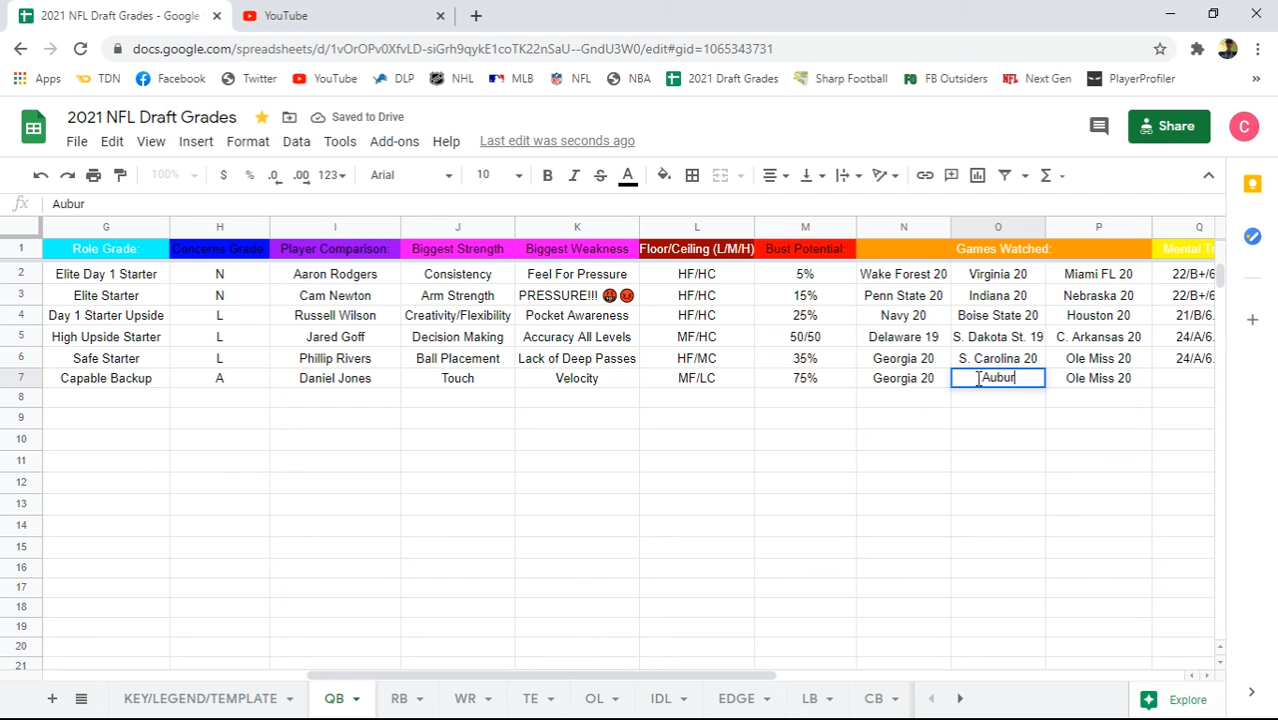 2021 NFL Draft Grades - Google
YouTube
docs.google.com/spreadsheets/d/1vOrOPv0XfvLD-siGrh9qykE1coTK22nSaU--GndU3W0/edit#gid=1065343731
Apps TDN Facebook Twitter YouTube DLP NHL MLB NFL NBA 2021 Draft Grades Sharp Football FB Outsiders Next Gen PlayerProfiler »
2021 NFL Draft Grades Saved to Drive
Share
C
File Edit View Insert Format Data Tools Add-ons Help Last edit was seconds ago
100% $ % .0 .00 123 Arial 10 B I S A
fx Aubur
G H I J K L M N O P Q
1 Role Grade: Concerns Grade Player Comparison: Biggest Strength Biggest Weakness Floor/Ceiling (L/M/H) Bust Potential: Games Watched: Mental T
2 Elite Day 1 Starter N Aaron Rodgers Consistency Feel For Pressure HF/HC 5% Wake Forest 20 Virginia 20 Miami FL 20 22/B+/6
3 Elite Starter N Cam Newton Arm Strength PRESSURE!!! 🤬😡 HF/HC 15% Penn State 20 Indiana 20 Nebraska 20 22/B+/6
4 Day 1 Starter Upside L Russell Wilson Creativity/Flexibility Pocket Awareness HF/HC 25% Navy 20 Boise State 20 Houston 20 21/B/6.
5 High Upside Starter L Jared Goff Decision Making Accuracy All Levels MF/HC 50/50 Delaware 19 S. Dakota St. 19 C. Arkansas 20 24/A/6.
6 Safe Starter L Phillip Rivers Ball Placement Lack of Deep Passes HF/MC 35% Georgia 20 S. Carolina 20 Ole Miss 20 24/A/6.
7 Capable Backup A Daniel Jones Touch Velocity MF/LC 75% Georgia 20 Aubur Ole Miss 20
8
9
10
11
12
13
14
15
16
17
18
19
20
21
KEY/LEGEND/TEMPLATE QB RB WR TE OL IDL EDGE LB CB Explore